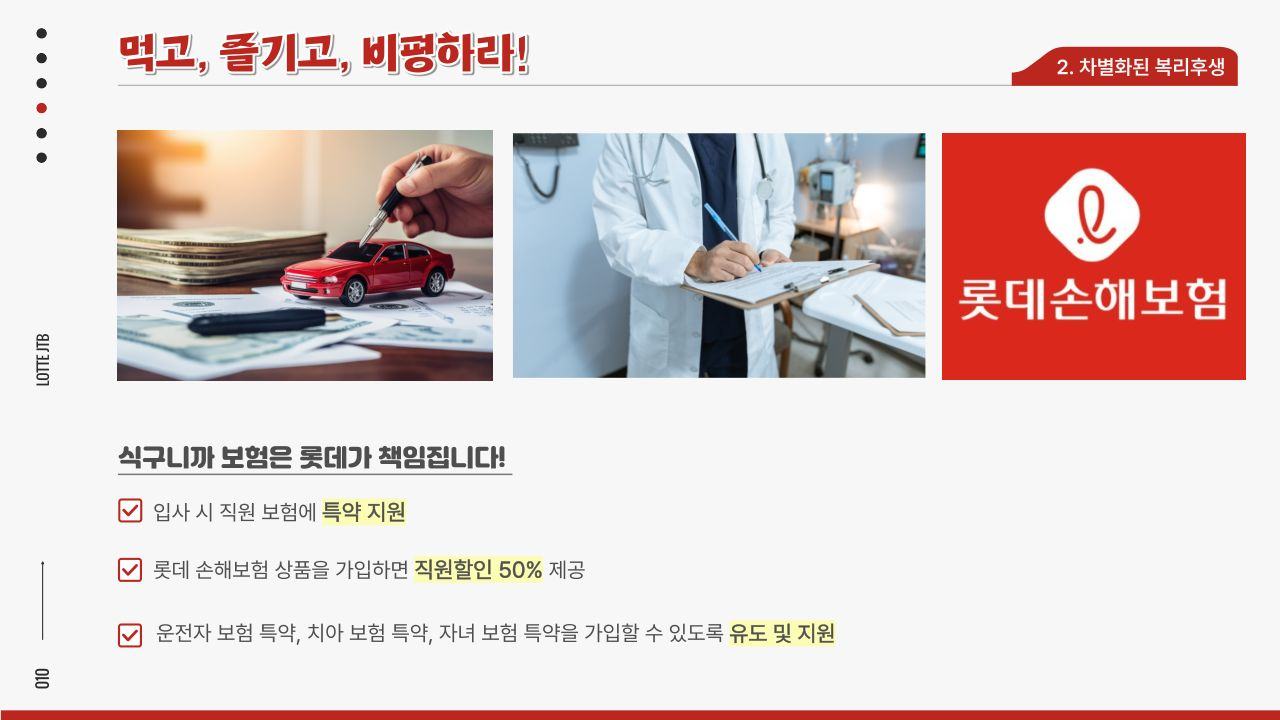 먹고, 즐기고, 비평하라!
2. 차별화된 복리후생
롯데손해보험
LOTTE JTB
식구니까 보험은 롯데가 책임집니다!
입사 시 직원 보험에 특약 지원
롯데 손해보험 상품을 가입하면 직원할인 50% 제공
운전자 보험 특약, 치아 보험 특약, 자녀 보험 특약을 가입할 수 있도록 유도 및 지원
010